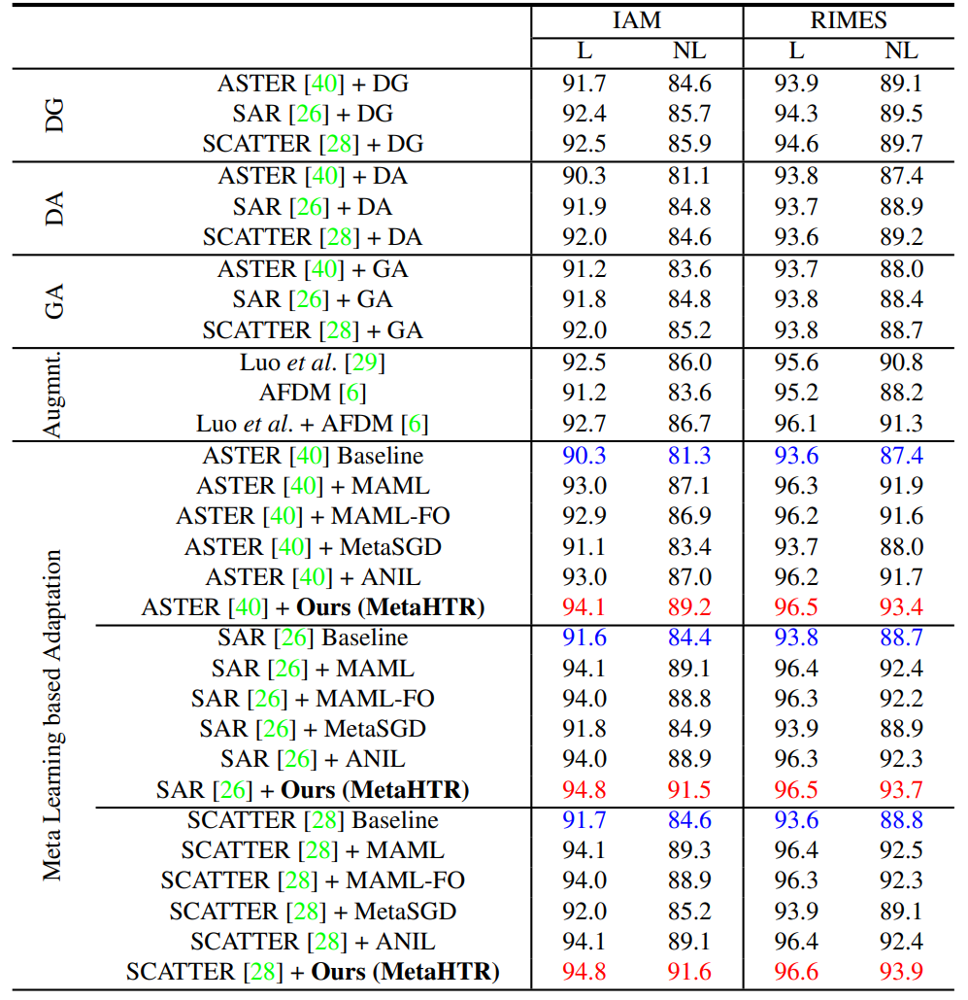 IAM RIMES
L NL L NL
DG
ASTER [40] + DG 91.7 84.6 93.9 89.1
SAR [26] + DG 92.4 85.7 94.3 89.5
SCATTER [28] + DG 92.5 85.9 94.6 89.7
DA
ASTER [40] + DA 90.3 81.1 93.8 87.4
SAR [26] + DA 91.9 84.8 93.7 88.9
SCATTER [28] + DA 92.0 84.6 93.6 89.2
GA
ASTER [40] + GA 91.2 83.6 93.7 88.0
SAR [26] + GA 91.8 84.8 93.8 88.4
SCATTER [28] + GA 92.0 85.2 93.8 88.7
Augmnt.
Luo et al. [29] 92.5 86.0 95.6 90.8
AFDM [6] 91.2 83.6 95.2 88.2
Luo et al. + AFDM [6] 92.7 86.7 96.1 91.3
Meta Learning based Adaptation
ASTER [40] Baseline 90.3 81.3 93.6 87.4
ASTER [40] + MAML 93.0 87.1 96.3 91.9
ASTER [40] + MAML-FO 92.9 86.9 96.2 91.6
ASTER [40] + MetaSGD 91.1 83.4 93.7 88.0
ASTER [40] + ANIL 93.0 87.0 96.2 91.7
ASTER [40] + Ours (MetaHTR) 94.1 89.2 96.5 93.4
SAR [26] Baseline 91.6 84.4 93.8 88.7
SAR [26] + MAML 94.1 89.1 96.4 92.4
SAR [26] + MAML-FO 94.0 88.8 96.3 92.2
SAR [26] + MetaSGD 91.8 84.9 93.9 88.9
SAR [26] + ANIL 94.0 88.9 96.3 92.3
SAR [26] + Ours (MetaHTR) 94.8 91.5 96.5 93.7
SCATTER [28] Baseline 91.7 84.6 93.6 88.8
SCATTER [28] + MAML 94.1 89.3 96.4 92.5
SCATTER [28] + MAML-FO 94.0 88.9 96.3 92.3
SCATTER [28] + MetaSGD 92.0 85.2 93.9 89.1
SCATTER [28] + ANIL 94.1 89.1 96.4 92.4
SCATTER [28] + Ours (MetaHTR) 94.8 91.6 96.6 93.9